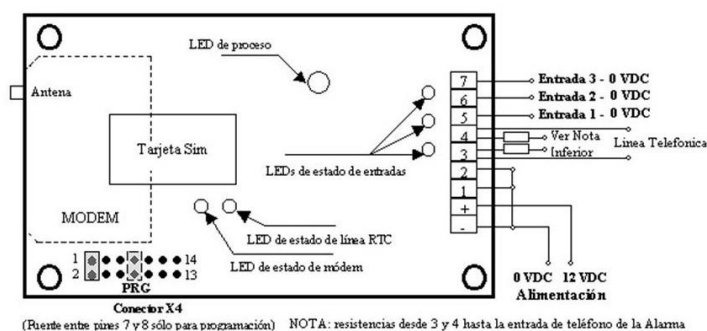 LED de proceso
Antena
Tarjeta Sim
LEDs de estado de entradas
MODEM
LED de estado de línea RTC
LED de estado de módem
1
14
2
13
PRG
Conector X4
(Puente entre pines 7 y 8 sólo para programación)
7
6
5
4
3
2
1
+
-
Entrada 3 - 0 VDC
Entrada 2 - 0 VDC
Entrada 1 - 0 VDC
Ver Nota
Inferior
Linea Telefonica
0 VDC 12 VDC
Alimentación
NOTA: resistencias desde 3 y 4 hasta la entrada de teléfono de la Alarma